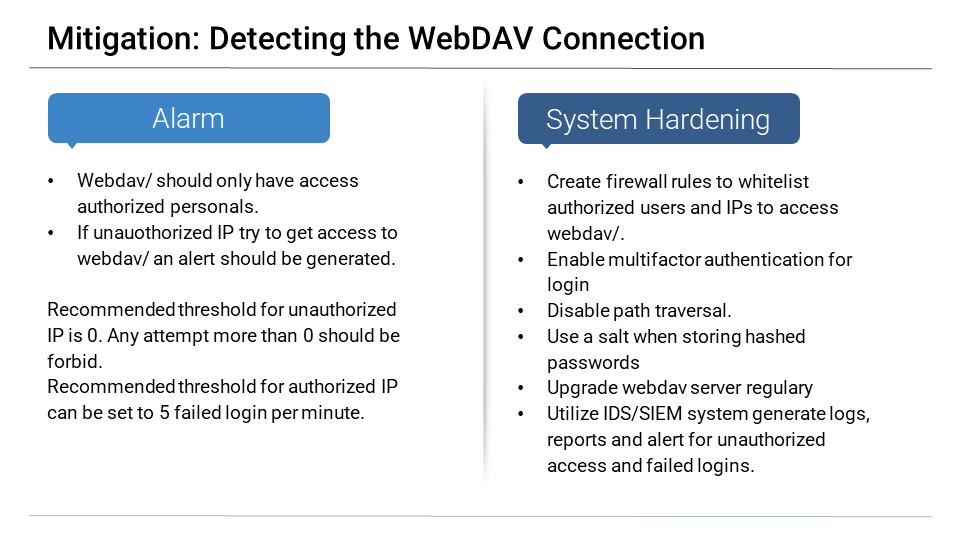 Mitigation: Detecting the WebDAV Connection
Alarm
• Webdav/ should only have access
authorized personals.
• If unauothorized IP try to get access to
webdav/ an alert should be generated.
Recommended threshold for unauthorized
IP is 0. Any attempt more than 0 should be
forbid.
Recommended threshold for authorized IP
can be set to 5 failed login per minute.
System Hardening
• Create firewall rules to whitelist
authorized users and IPs to access
webdav/.
• Enable multifactor authentication for
login
• Disable path traversal.
• Use a salt when storing hashed
passwords
• Upgrade webdav server regulary
• Utilize IDS/SIEM system generate logs,
reports and alert for unauthorized
access and failed logins.